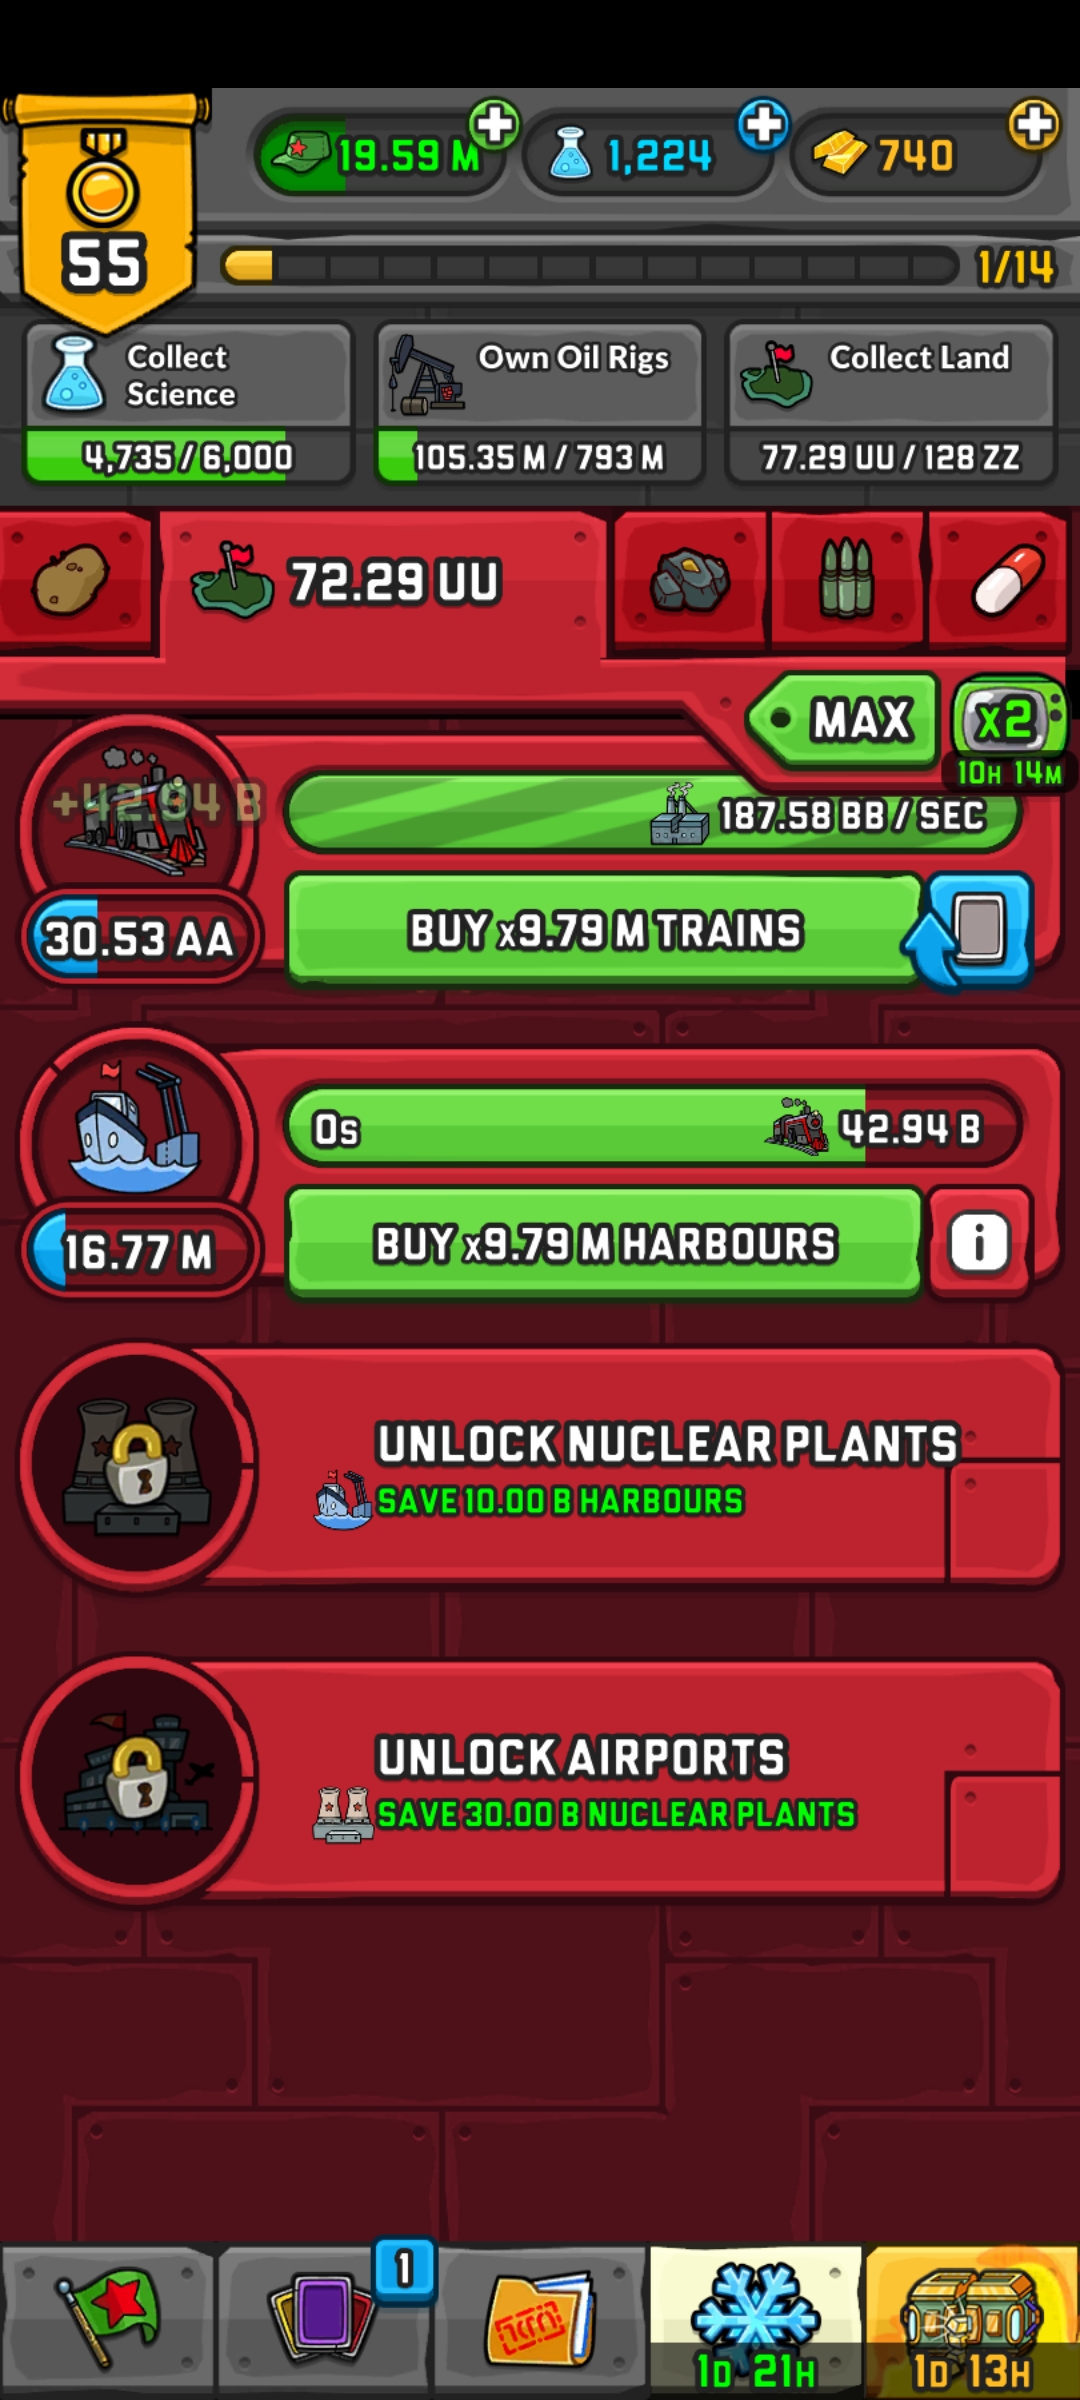 19.59 M
1,224
740
55
1/14
Collect
Science
4,735 / 6,000
Own Oil Rigs
105.35 M / 793 M
Collect Land
77.29 UU / 128 ZZ
72.29 UU
MAX
x2
10H 14M
+42.94 B
187.58 BB / SEC
30.53 AA
BUY x9.79 M TRAINS
0s
42.94 B
16.77 M
BUY x9.79 M HARBOURS
i
UNLOCK NUCLEAR PLANTS
SAVE 10.00 B HARBOURS
UNLOCK AIRPORTS
SAVE 30.00 B NUCLEAR PLANTS
1
1D 21H
1D 13H